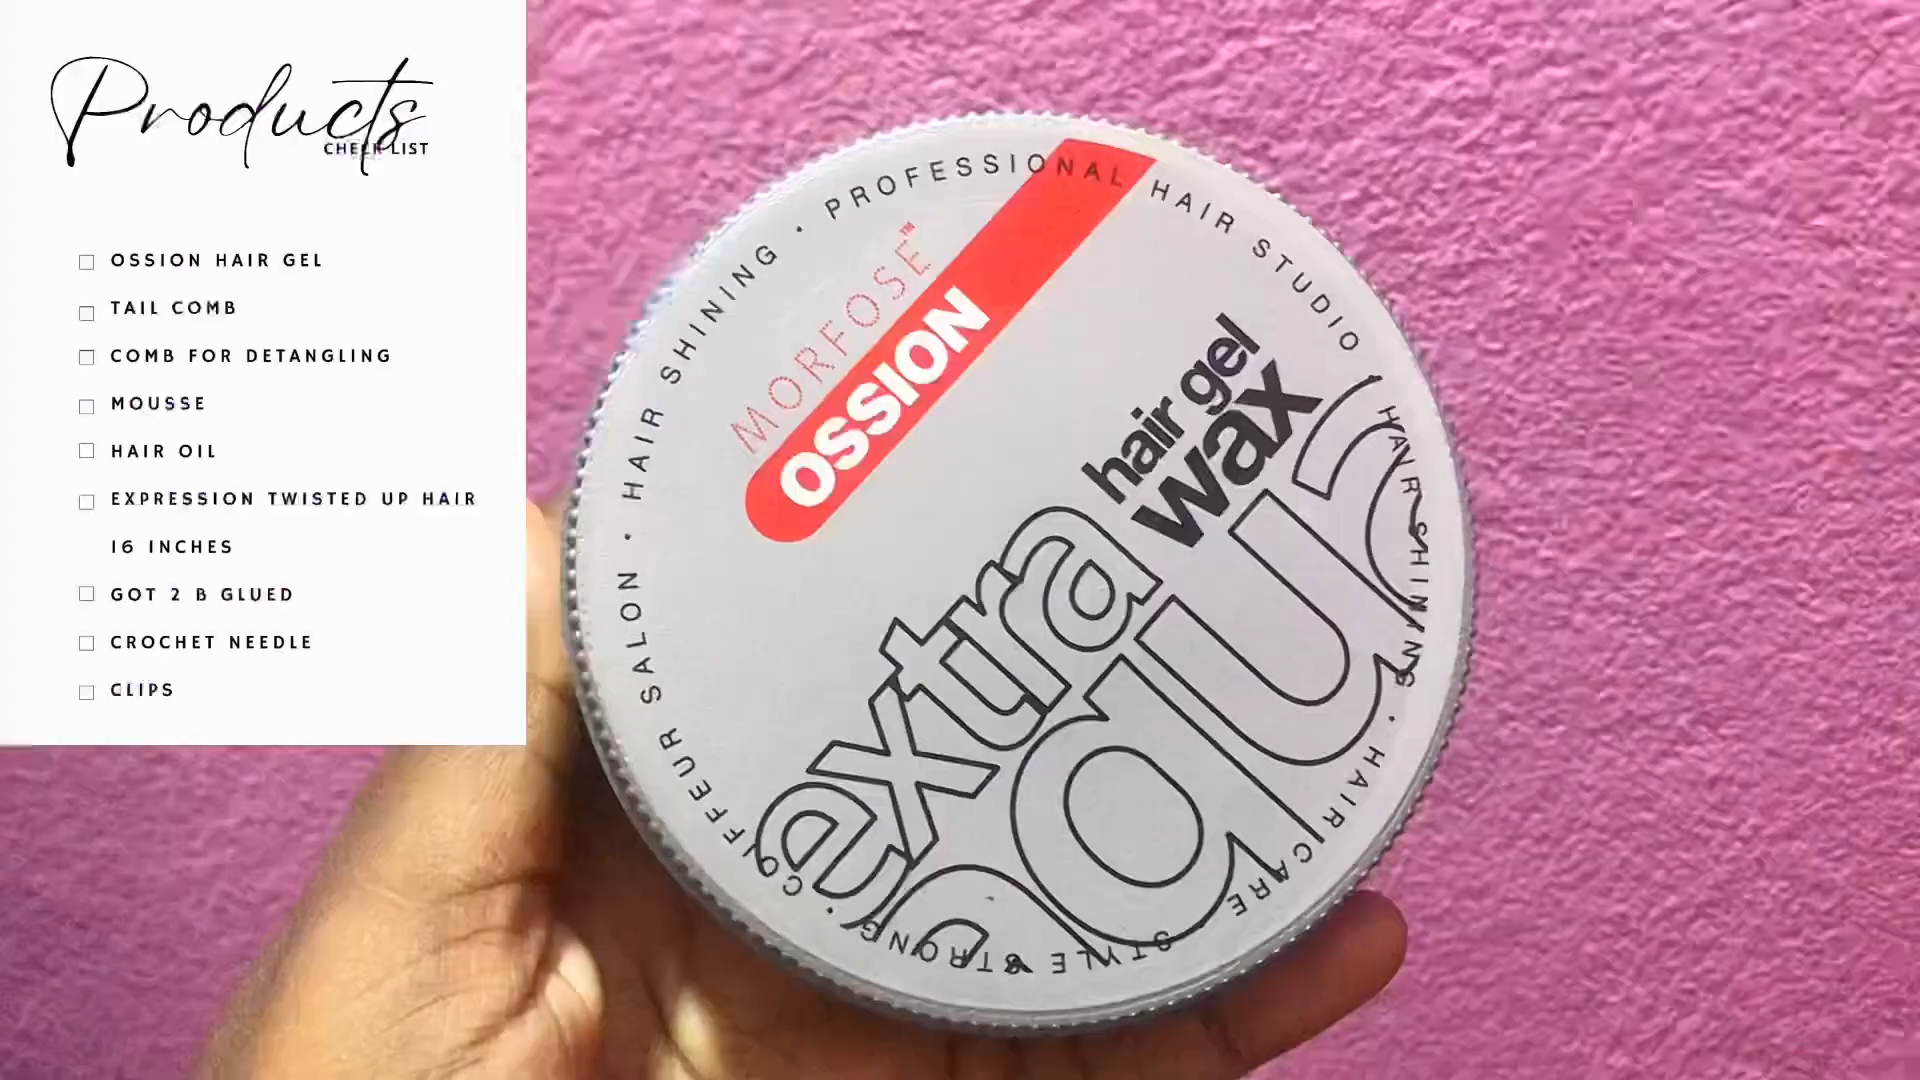 Products
CHECK LIST
OSSION HAIR GEL
TAIL COMB
COMB FOR DETANGLING
MOUSSE
HAIR OIL
EXPRESSION TWISTED UP HAIR
16 INCHES
GOT 2 B GLUED
CROCHET NEEDLE
CLIPS
COIFFEUR SALON · HAIR SHINING · PROFESSIONAL HAIR STUDIO
HAIR SHINING · HAIR CARE
STYLE STRONG
MORFOSE™
OSSION
hair gel
wax
extra
aqua